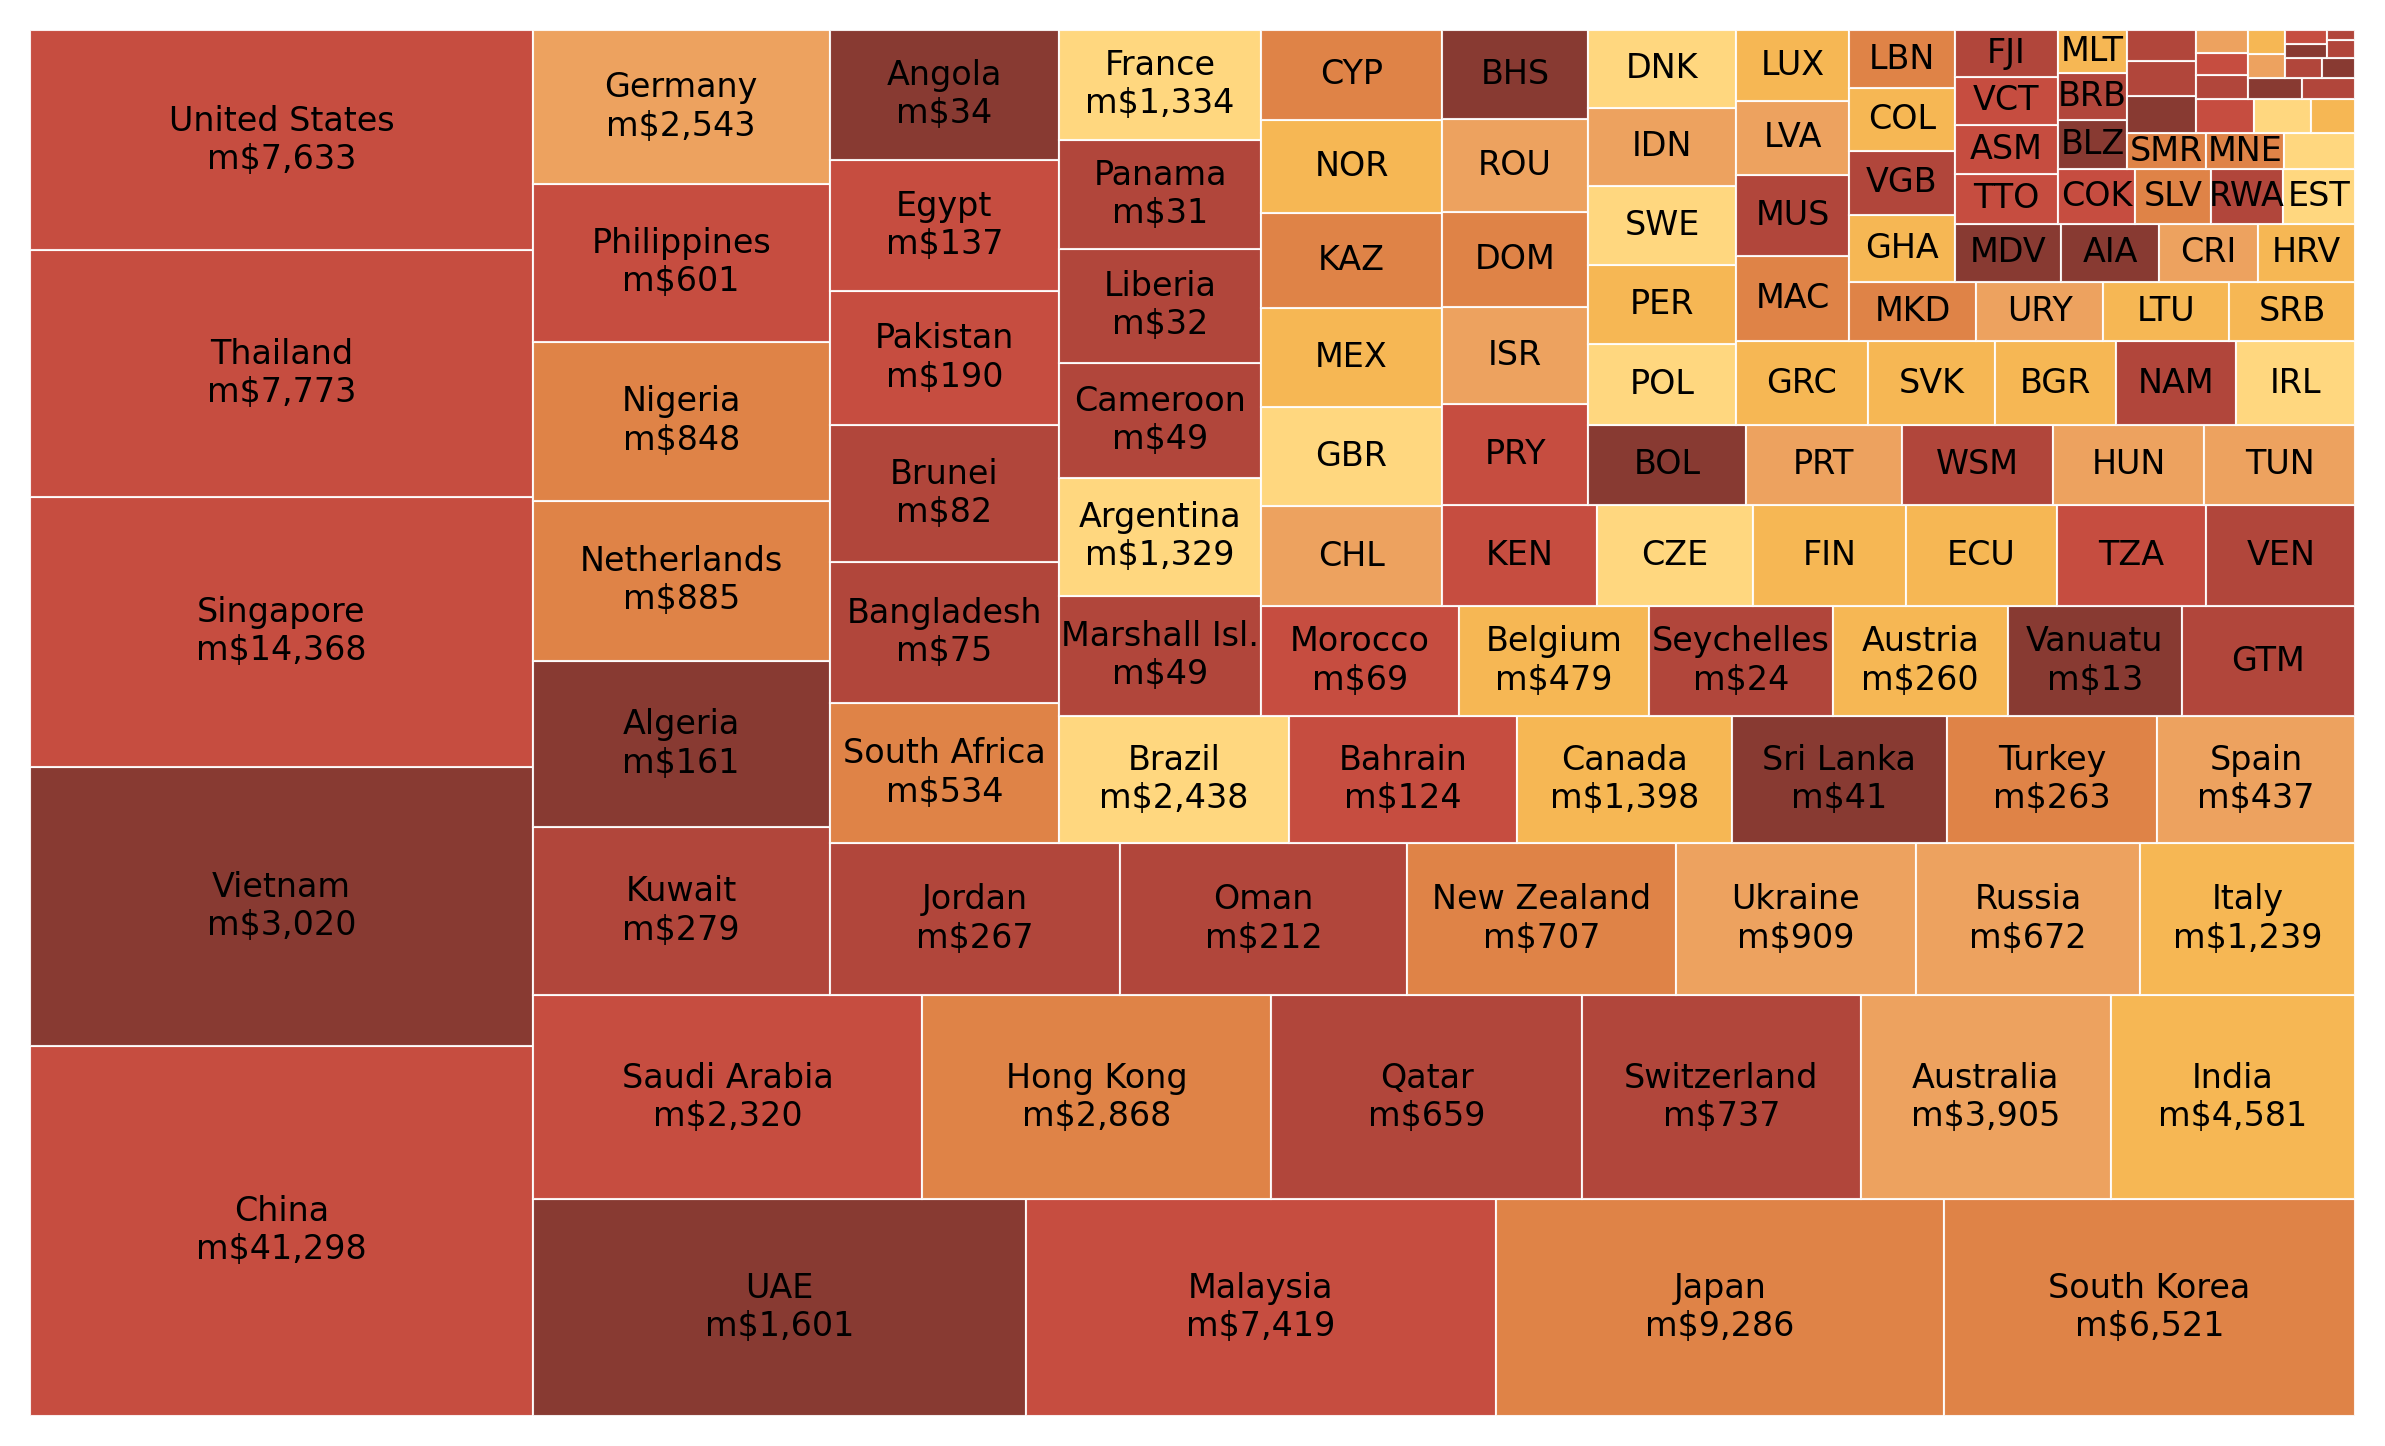 United States
m$7,633
Thailand
m$7,773
Singapore
m$14,368
Vietnam
m$3,020
China
m$41,298
Germany
m$2,543
Philippines
m$601
Nigeria
m$848
Netherlands
m$885
Algeria
m$161
Kuwait
m$279
Angola
m$34
Egypt
m$137
Pakistan
m$190
Brunei
m$82
Bangladesh
m$75
South Africa
m$534
France
m$1,334
Panama
m$31
Liberia
m$32
Cameroon
m$49
Argentina
m$1,329
Marshall Isl.
m$49
CYP
NOR
KAZ
MEX
GBR
CHL
BHS
ROU
DOM
ISR
PRY
DNK
IDN
SWE
PER
POL
LUX
LVA
MUS
MAC
LBN
COL
VGB
GHA
FJI
VCT
ASM
TTO
MLT
BRB
BLZ
SMR
MNE
COK
SLV
RWA
EST
MDV
AIA
CRI
HRV
MKD
URY
LTU
SRB
GRC
SVK
BGR
NAM
IRL
BOL
PRT
WSM
HUN
TUN
KEN
CZE
FIN
ECU
TZA
VEN
Morocco
m$69
Belgium
m$479
Seychelles
m$24
Austria
m$260
Vanuatu
m$13
GTM
Brazil
m$2,438
Bahrain
m$124
Canada
m$1,398
Sri Lanka
m$41
Turkey
m$263
Spain
m$437
Jordan
m$267
Oman
m$212
New Zealand
m$707
Ukraine
m$909
Russia
m$672
Italy
m$1,239
Saudi Arabia
m$2,320
Hong Kong
m$2,868
Qatar
m$659
Switzerland
m$737
Australia
m$3,905
India
m$4,581
UAE
m$1,601
Malaysia
m$7,419
Japan
m$9,286
South Korea
m$6,521